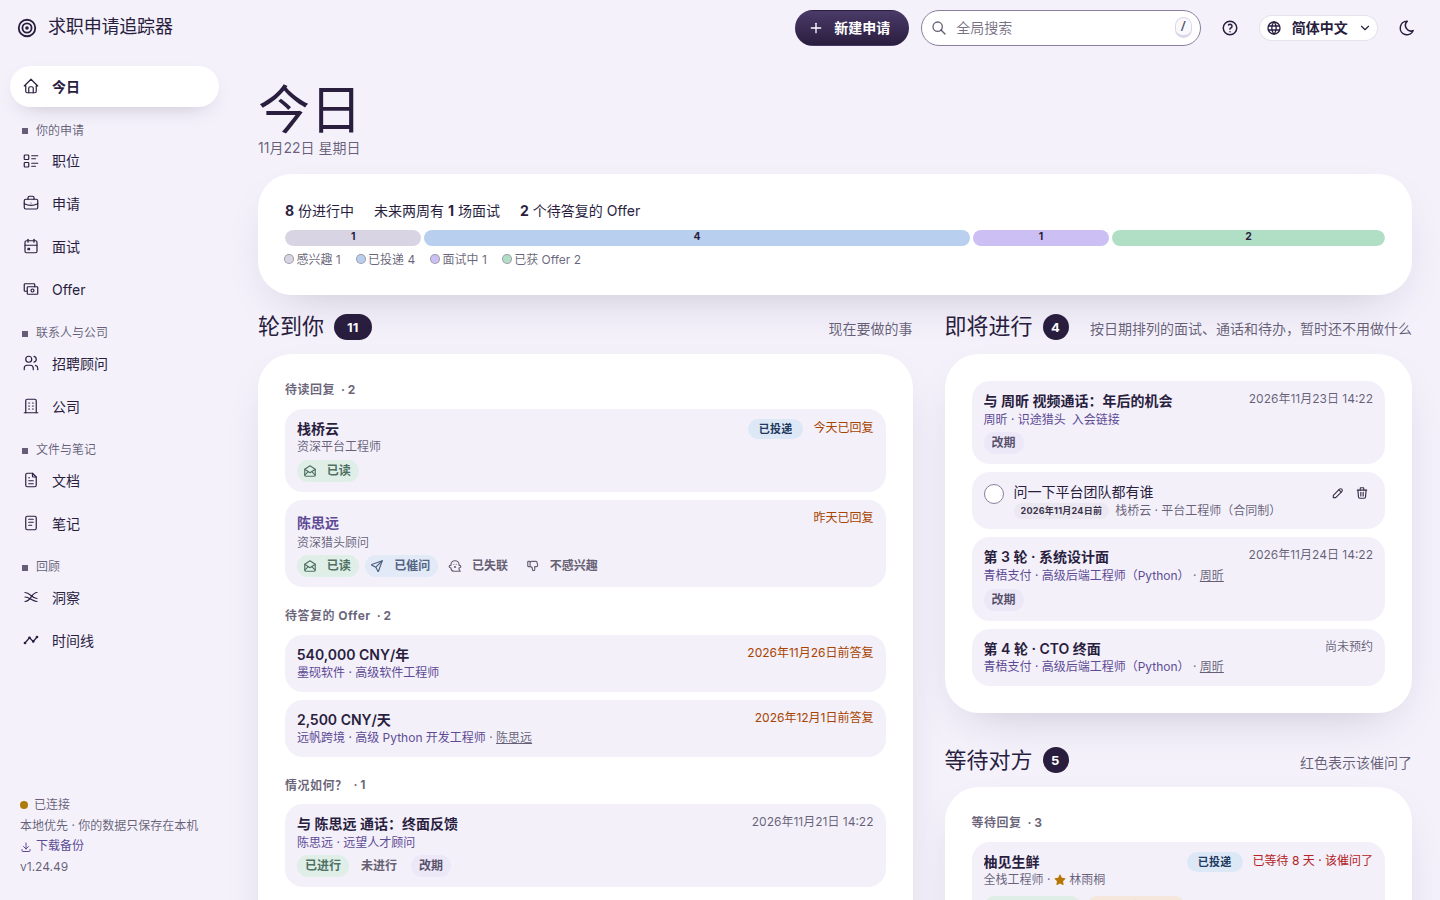 求职申请追踪器
新建申请
全局搜索
/
简体中文
今日
你的申请
职位
申请
面试
Offer
联系人与公司
招聘顾问
公司
文件与笔记
文档
笔记
回顾
洞察
时间线
已连接
本地优先 · 你的数据只保存在本机
下载备份
v1.24.49
今日
11月22日 星期日
8 份进行中 未来两周有 1 场面试 2 个待答复的 Offer
1 4 1 2
感兴趣 1 已投递 4 面试中 1 已获 Offer 2
轮到你 11 现在要做的事
待读回复 · 2
栈桥云 已投递 今天已回复
资深平台工程师
已读
陈思远 昨天已回复
资深猎头顾问
已读 已催问 已失联 不感兴趣
待答复的 Offer · 2
540,000 CNY/年 2026年11月26日前答复
墨砚软件 · 高级软件工程师
2,500 CNY/天 2026年12月1日前答复
远帆跨境 · 高级 Python 开发工程师 · 陈思远
情况如何？ · 1
与 陈思远 通话：终面反馈 2026年11月21日 14:22
陈思远 · 远望人才顾问
已进行 未进行 改期
即将进行 4 按日期排列的面试、通话和待办，暂时还不用做什么
与 周昕 视频通话：年后的机会 2026年11月23日 14:22
周昕 · 识途猎头 入会链接
改期
问一下平台团队都有谁
2026年11月24日前 栈桥云 · 平台工程师（合同制）
第 3 轮 · 系统设计面 2026年11月24日 14:22
青梧支付 · 高级后端工程师（Python） · 周昕
改期
第 4 轮 · CTO 终面 尚未预约
青梧支付 · 高级后端工程师（Python） · 周昕
等待对方 5 红色表示该催问了
等待回复 · 3
柚见生鲜 已投递 已等待 8 天 · 该催问了
全栈工程师 · 林雨桐